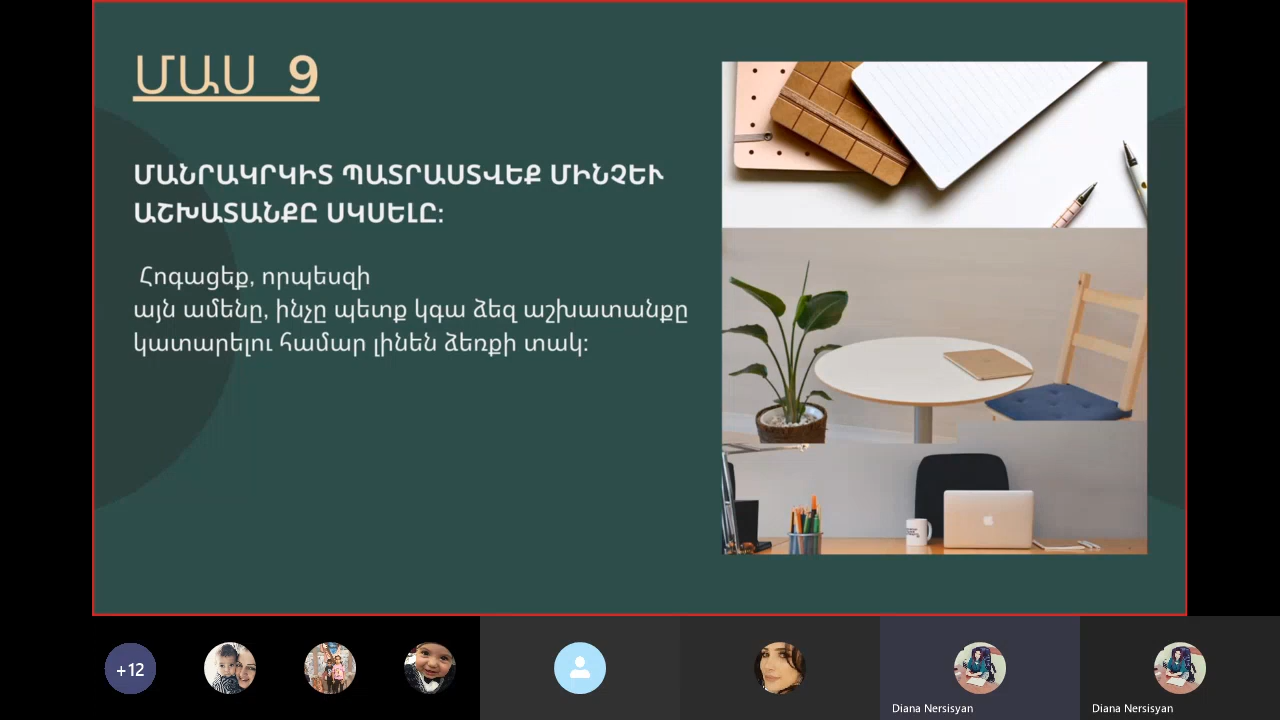 ՄԱՍ 9
ՄԱՆՐԱԿՐԿԻՏ ՊԱՏՐԱՍՏՎԵՔ ՄԻՆՉԵՒ
ԱՇԽԱՏԱՆՔԸ ՍԿՍԵԼԸ:
Հոգացեք, որպեսզի
այն ամենը, ինչը պետք կգա ձեզ աշխատանքը
կատարելու համար լինեն ձեռքի տակ:
+12
Diana Nersisyan
Diana Nersisyan